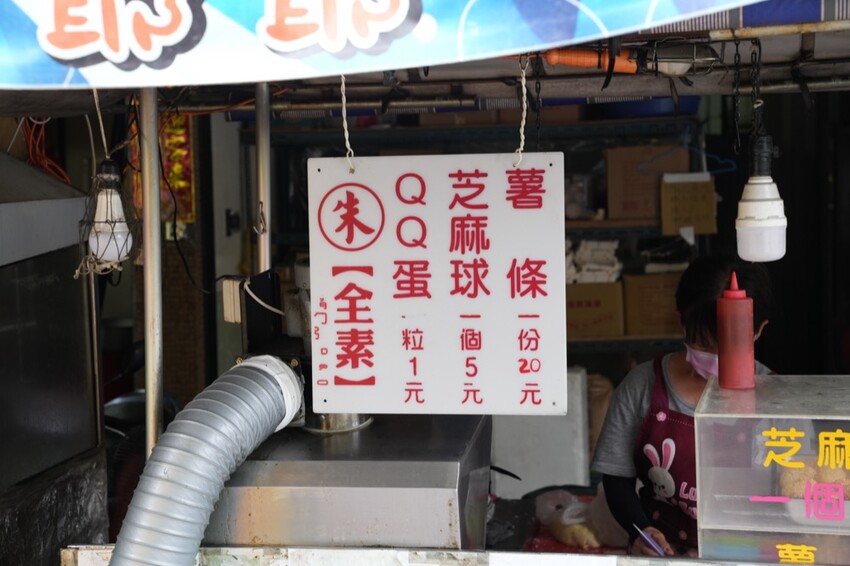 薯條一份20元
芝麻球一個5元
QQ蛋一粒1元
朱【全素】
芝麻
一個
薯